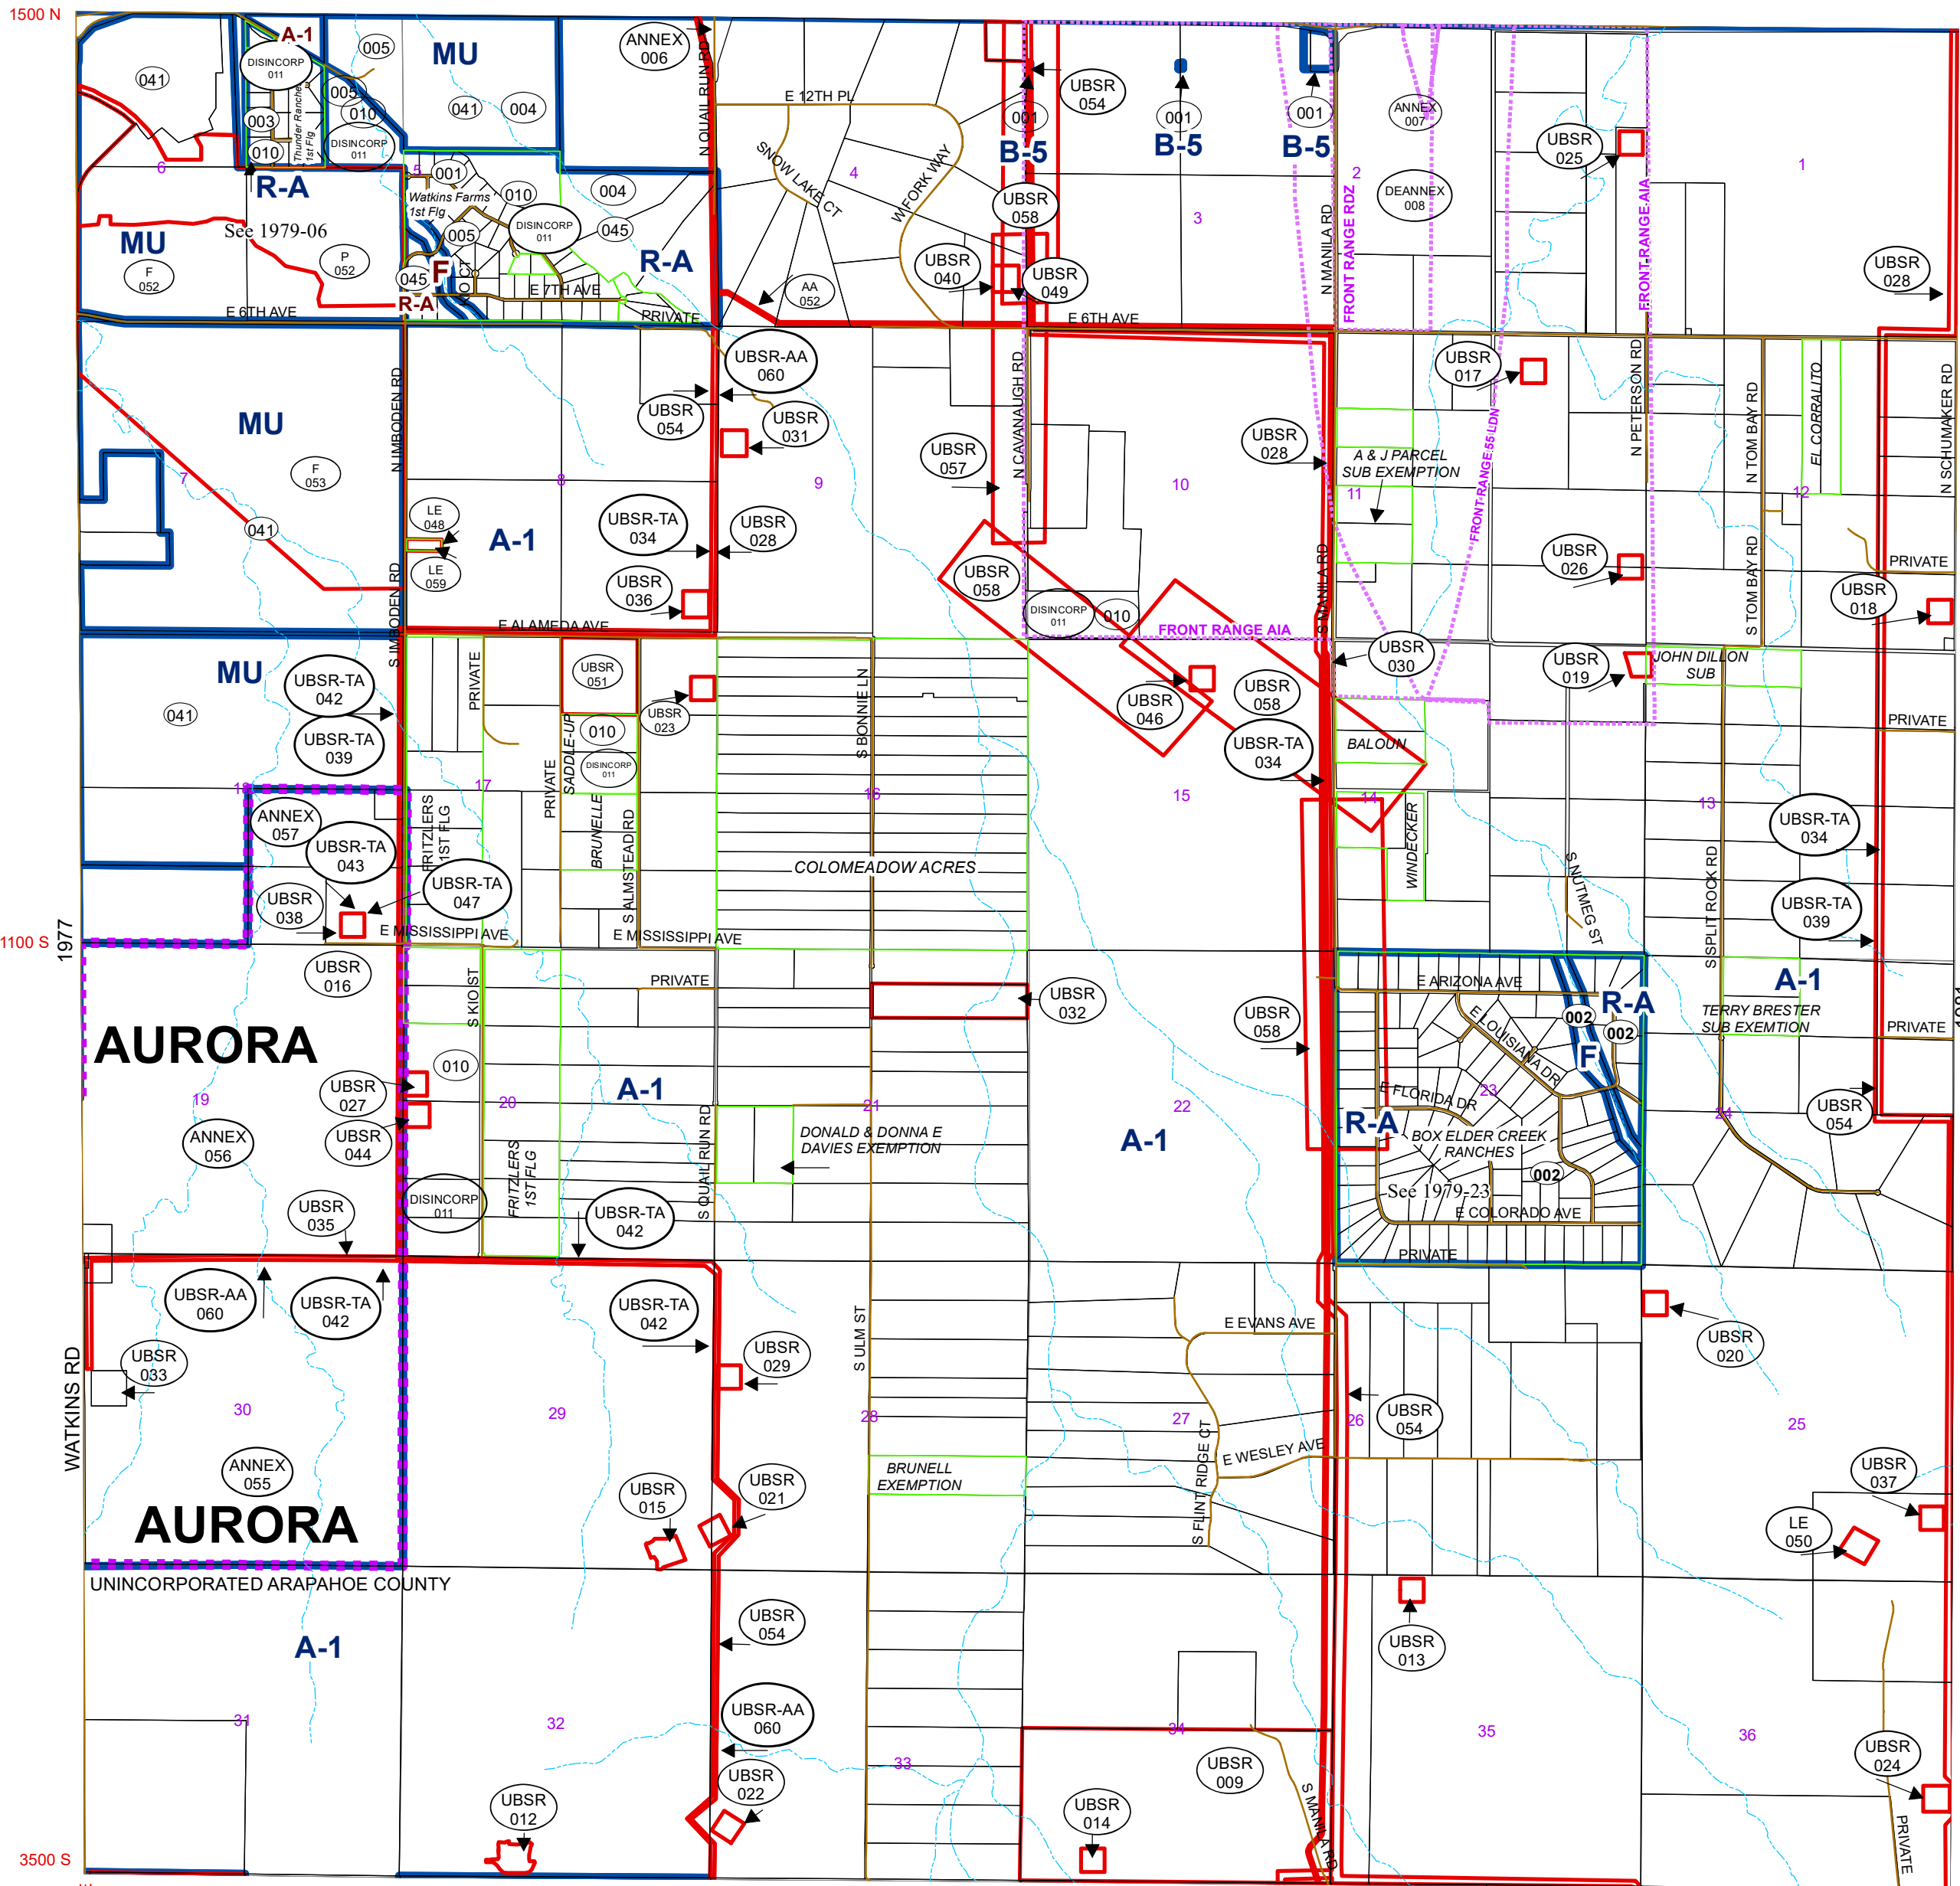 1500 N
A-1
DISINCORP
011
005
MU
ANNEX
006
N QUAIL RUN RD
041
005
003
010
010
Thunder Ranches
1st Flg
DISINCORP
011
041
004
E 12TH PL
UBSR
054
001
B-5
001
B-5
001
B-5
ANNEX
007
UBSR
025
6
5
4
3
2
1
R-A
See 1979-06
001
Watkins Farms
1st Flg
010
004
DISINCORP
011
005
045
R-A
SNOW LAKE CT
W FORK WAY
UBSR
058
DEANNEX
008
N MANILA RD
FRONT RANGE RDZ
FRONT RANGE AIA
MU
F
052
P
052
045
F
R-A
E 7TH AVE
E 6TH AVE
PRIVATE
AA
052
UBSR
040
UBSR
049
E 6TH AVE
UBSR
028
UBSR-AA
060
UBSR
054
UBSR
031
N CAVANAUGH RD
UBSR
017
N PETERSON RD
N TOM BAY RD
EL CORRALITO
N SCHUMAKER RD
MU
N IMBODEN RD
F
053
7
8
9
10
11
12
UBSR
057
UBSR
028
A & J PARCEL
SUB EXEMPTION
FRONT RANGE 55 LDN
041
LE
048
LE
059
A-1
UBSR-TA
034
UBSR
028
UBSR
036
UBSR
058
DISINCORP
011
010
UBSR
026
S TOM BAY RD
PRIVATE
UBSR
018
S IMBODEN RD
E ALAMEDA AVE
FRONT RANGE AIA
S MANILA RD
UBSR
030
UBSR
019
JOHN DILLON
SUB
MU
041
UBSR-TA
042
UBSR-TA
039
PRIVATE
UBSR
051
010
DISINCORP
011
UBSR
023
PRIVATE
SADDLE-UP
S BONNIE LN
UBSR
046
UBSR
058
UBSR-TA
034
BALOUN
PRIVATE
18
17
16
15
14
13
ANNEX
057
UBSR-TA
043
UBSR-TA
047
UBSR
038
FRITZLERS
1ST FLG
BRUNELLE
S ALMSTEAD RD
COLOMEADOW ACRES
WINDECKER
S NUTMEG ST
S SPLIT ROCK RD
UBSR-TA
034
UBSR-TA
039
1100 S
1977
E MISSISSIPPI AVE
E MISSISSIPPI AVE
UBSR
016
S KIO ST
PRIVATE
UBSR
032
E ARIZONA AVE
R-A
002
002
F
A-1
TERRY BRESTER
SUB EXEMTION
PRIVATE
AURORA
UBSR
058
E LOUISIANA DR
010
UBSR
027
UBSR
044
A-1
19
20
21
22
23
24
ANNEX
056
S QUAIL RUN RD
DONALD & DONNA E
DAVIES EXEMPTION
A-1
E FLORIDA DR
R-A
BOX ELDER CREEK
RANCHES
002
See 1979-23
E COLORADO AVE
PRIVATE
UBSR
054
UBSR
035
DISINCORP
011
FRITZLERS
1ST FLG
UBSR-TA
042
UBSR-AA
060
UBSR-TA
042
UBSR-TA
042
S ULM ST
E EVANS AVE
UBSR
020
WATKINS RD
UBSR
033
UBSR
029
30
29
28
27
26
25
UBSR
054
ANNEX
055
AURORA
UNINCORPORATED ARAPAHOE COUNTY
UBSR
015
UBSR
021
BRUNELL
EXEMPTION
S FLINT RIDGE CT
E WESLEY AVE
UBSR
037
LE
050
UBSR
054
UBSR
013
A-1
31
32
33
34
35
36
UBSR-AA
060
UBSR
022
UBSR
012
UBSR
014
UBSR
009
S MANILA RD
UBSR
024
PRIVATE
3500 S